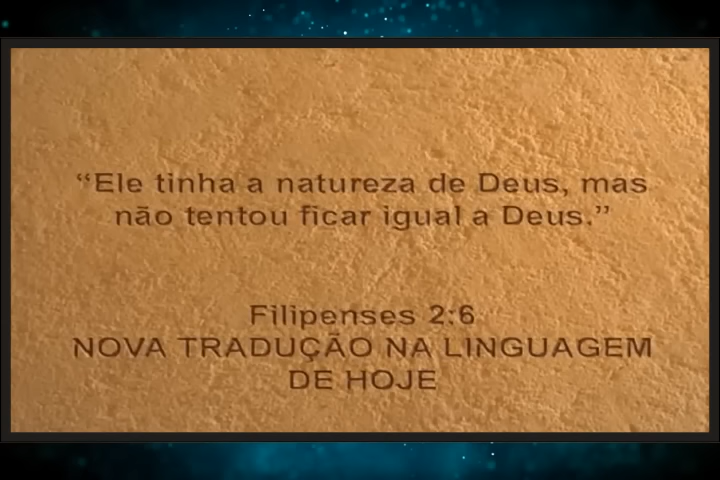 “Ele tinha a natureza de Deus, mas
não tentou ficar igual a Deus.”
Filipenses 2:6
NOVA TRADUÇÃO NA LINGUAGEM
DE HOJE